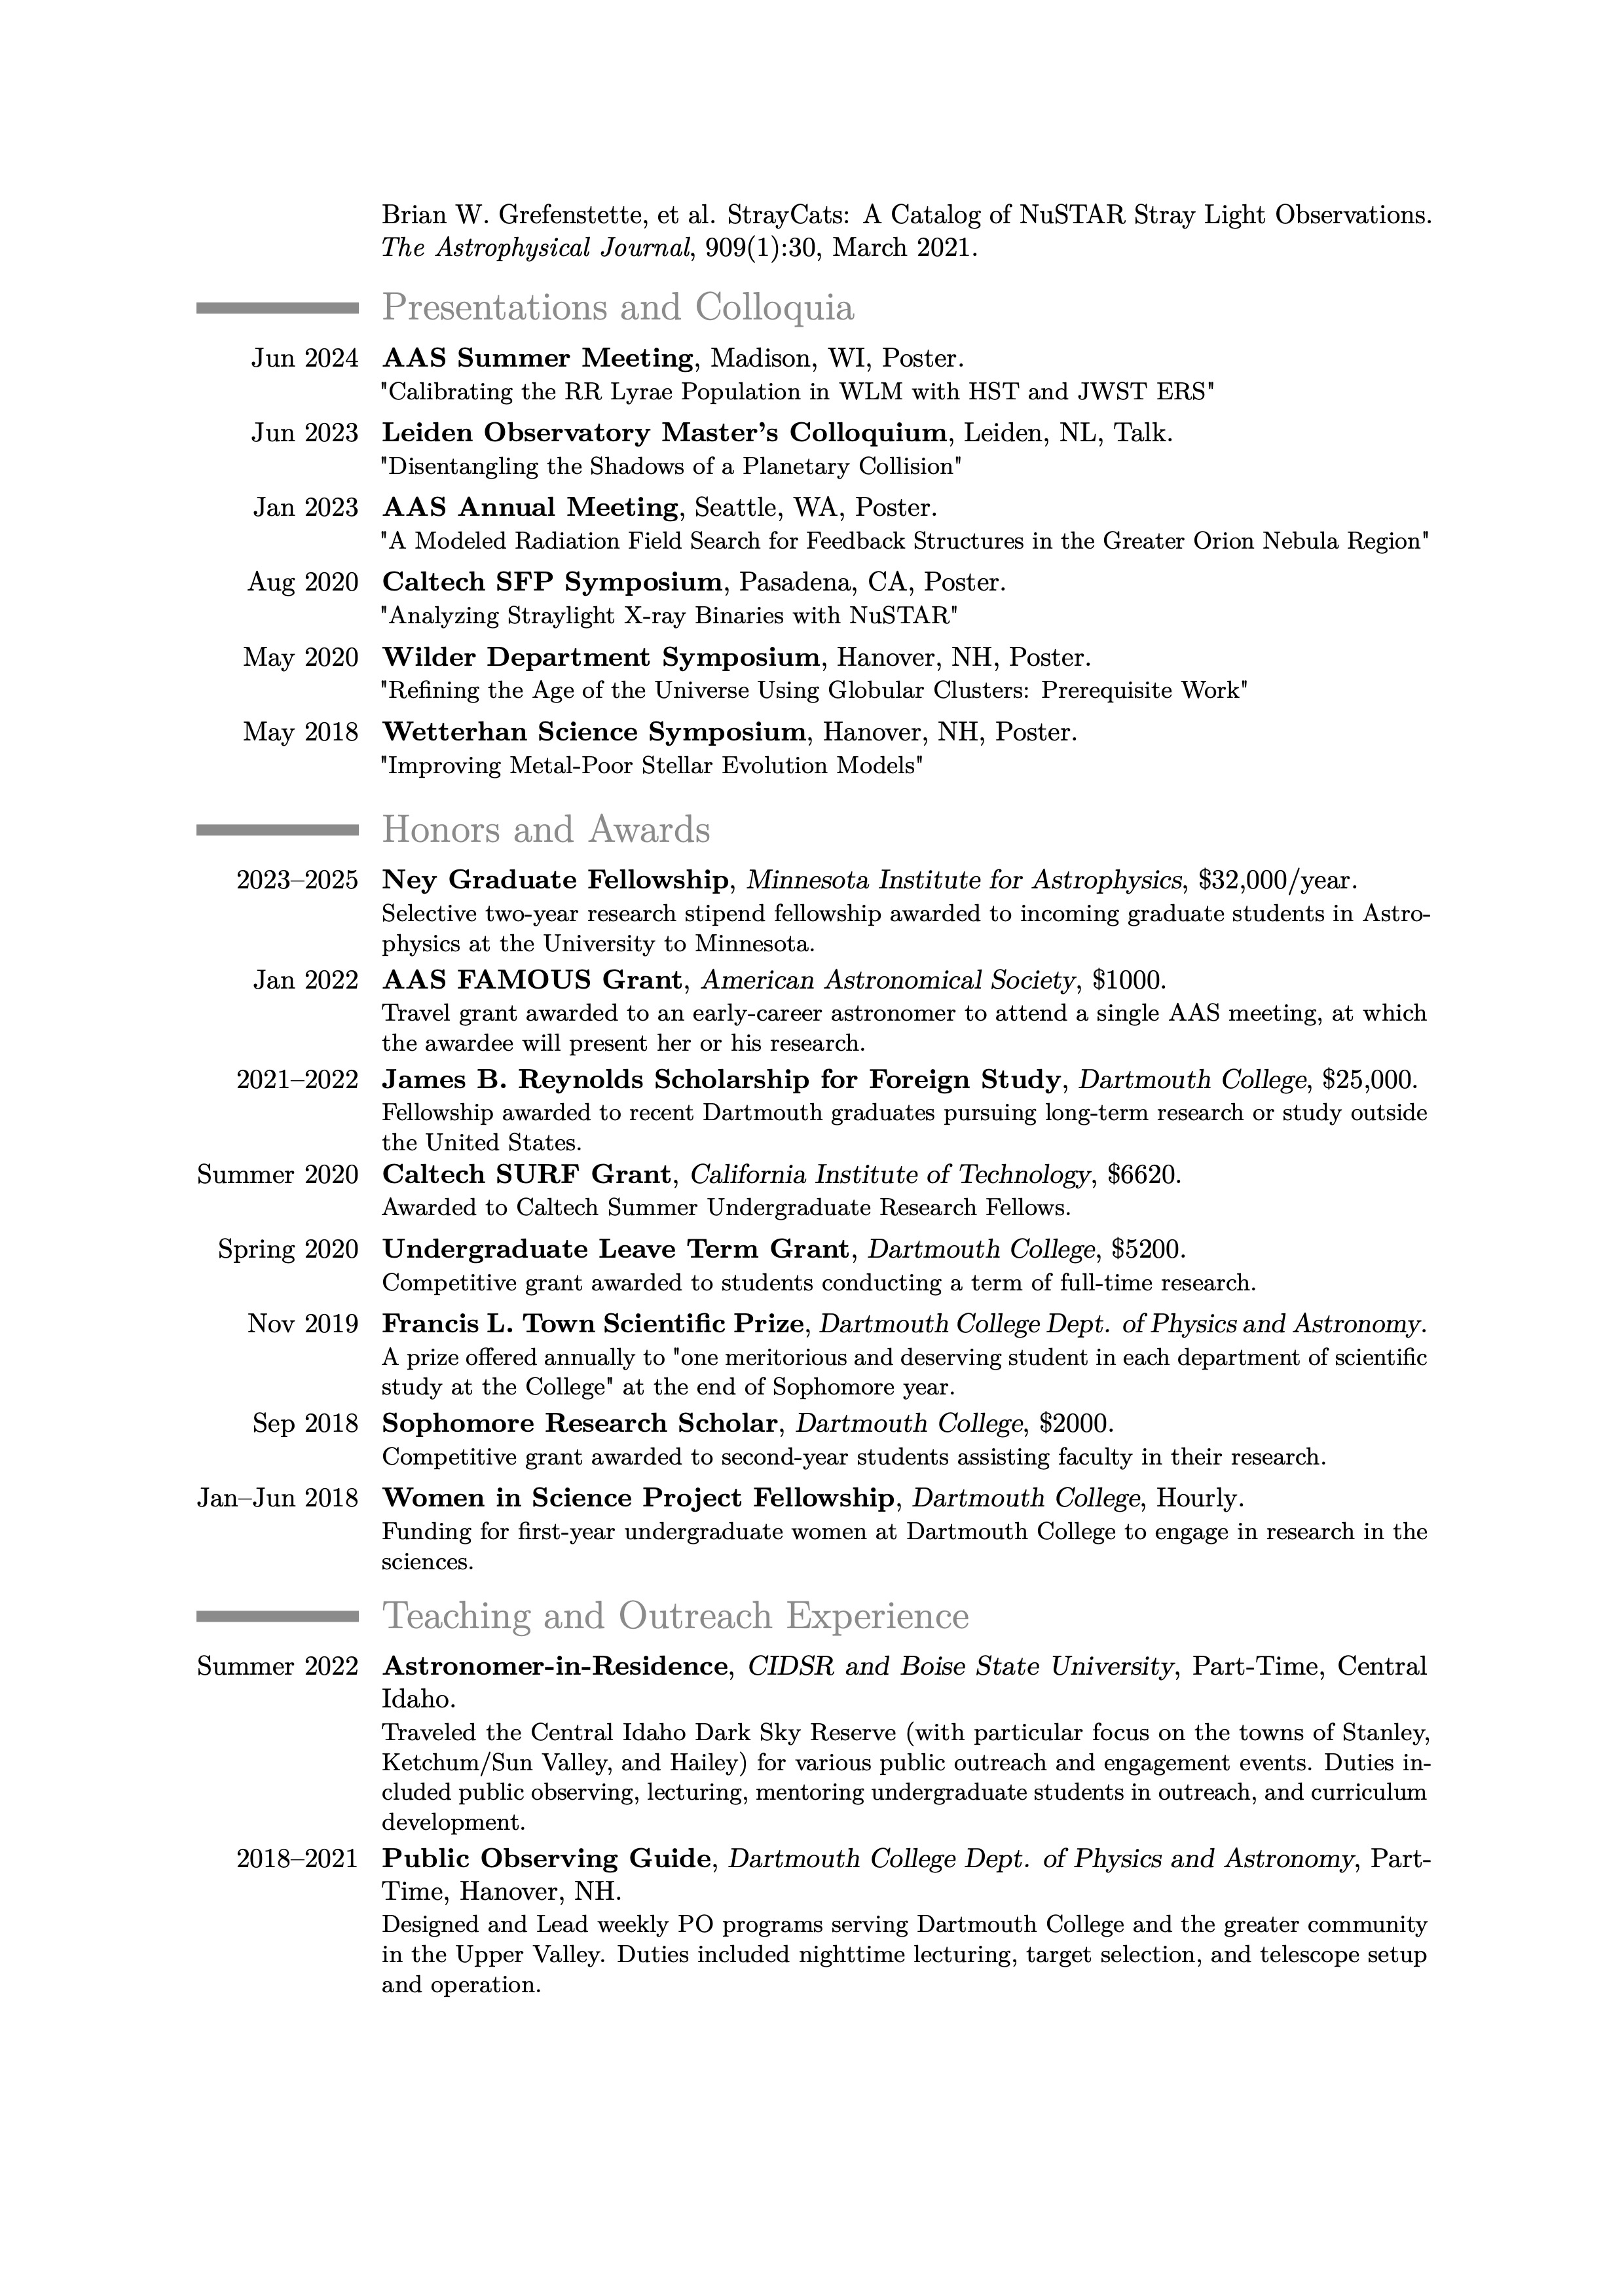 Brian W. Grefenstette, et al. StrayCats: A Catalog of NuSTAR Stray Light Observations.
The Astrophysical Journal, 909(1):30, March 2021.
Presentations and Colloquia
Jun 2024 AAS Summer Meeting, Madison, WI, Poster.
"Calibrating the RR Lyrae Population in WLM with HST and JWST ERS"
Jun 2023 Leiden Observatory Master's Colloquium, Leiden, NL, Talk.
"Disentangling the Shadows of a Planetary Collision"
Jan 2023 AAS Annual Meeting, Seattle, WA, Poster.
"A Modeled Radiation Field Search for Feedback Structures in the Greater Orion Nebula Region"
Aug 2020 Caltech SFP Symposium, Pasadena, CA, Poster.
"Analyzing Straylight X-ray Binaries with NuSTAR"
May 2020 Wilder Department Symposium, Hanover, NH, Poster.
"Refining the Age of the Universe Using Globular Clusters: Prerequisite Work"
May 2018 Wetterhan Science Symposium, Hanover, NH, Poster.
"Improving Metal-Poor Stellar Evolution Models"
Honors and Awards
2023–2025 Ney Graduate Fellowship, Minnesota Institute for Astrophysics, $32,000/year.
Selective two-year research stipend fellowship awarded to incoming graduate students in Astro-
physics at the University to Minnesota.
Jan 2022 AAS FAMOUS Grant, American Astronomical Society, $1000.
Travel grant awarded to an early-career astronomer to attend a single AAS meeting, at which
the awardee will present her or his research.
2021–2022 James B. Reynolds Scholarship for Foreign Study, Dartmouth College, $25,000.
Fellowship awarded to recent Dartmouth graduates pursuing long-term research or study outside
the United States.
Summer 2020 Caltech SURF Grant, California Institute of Technology, $6620.
Awarded to Caltech Summer Undergraduate Research Fellows.
Spring 2020 Undergraduate Leave Term Grant, Dartmouth College, $5200.
Competitive grant awarded to students conducting a term of full-time research.
Nov 2019 Francis L. Town Scientific Prize, Dartmouth College Dept. of Physics and Astronomy.
A prize offered annually to "one meritorious and deserving student in each department of scientific
study at the College" at the end of Sophomore year.
Sep 2018 Sophomore Research Scholar, Dartmouth College, $2000.
Competitive grant awarded to second-year students assisting faculty in their research.
Jan–Jun 2018 Women in Science Project Fellowship, Dartmouth College, Hourly.
Funding for first-year undergraduate women at Dartmouth College to engage in research in the
sciences.
Teaching and Outreach Experience
Summer 2022 Astronomer-in-Residence, CIDSR and Boise State University, Part-Time, Central
Idaho.
Traveled the Central Idaho Dark Sky Reserve (with particular focus on the towns of Stanley,
Ketchum/Sun Valley, and Hailey) for various public outreach and engagement events. Duties in-
cluded public observing, lecturing, mentoring undergraduate students in outreach, and curriculum
development.
2018–2021 Public Observing Guide, Dartmouth College Dept. of Physics and Astronomy, Part-
Time, Hanover, NH.
Designed and Lead weekly PO programs serving Dartmouth College and the greater community
in the Upper Valley. Duties included nighttime lecturing, target selection, and telescope setup
and operation.